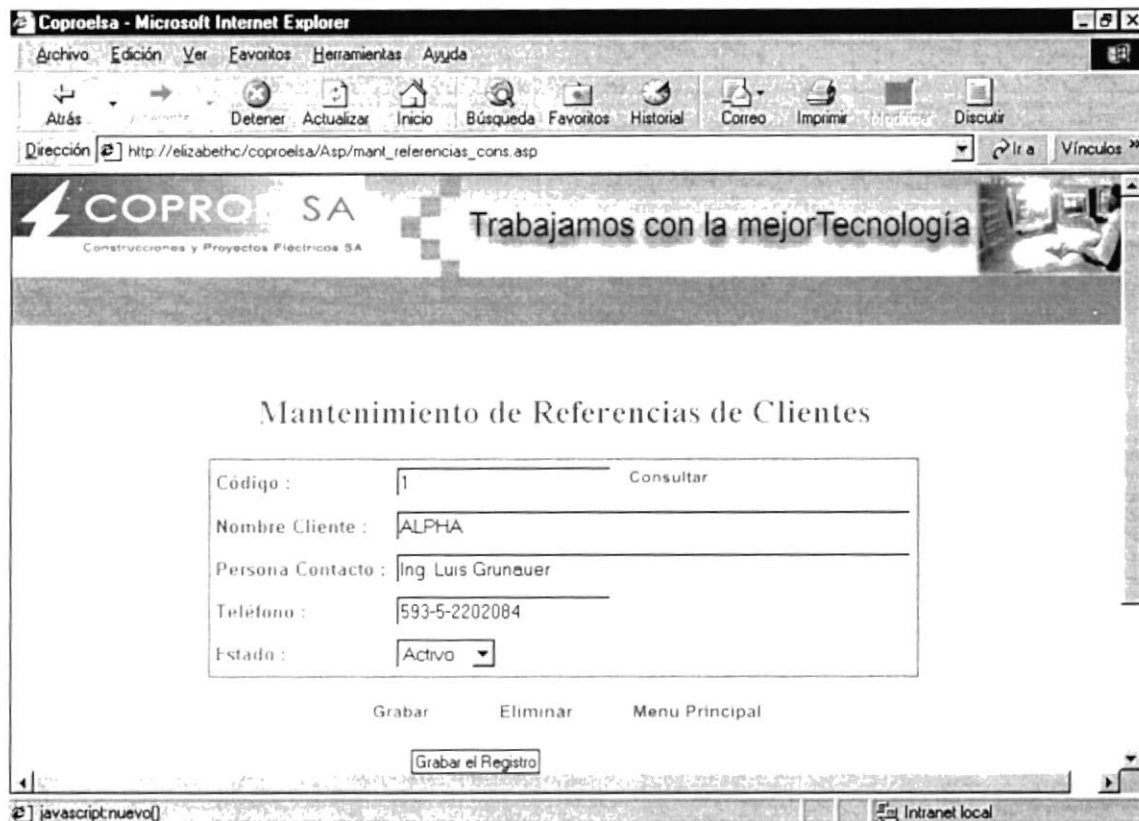 Coproelsa - Microsoft Internet Explorer
Archivo Edición Ver Favoritos Herramientas Ayuda
Atrás Detener Actualizar Inicio Búsqueda Favoritos Historial Correo Imprimir Discutir
Dirección http://elizabethc/coproelsa/Asp/mant_referencias_cons.asp Ir a Vínculos »
COPRO SA
Construcciones y Proyectos Eléctricos SA
Trabajamos con la mejorTecnología
Mantenimiento de Referencias de Clientes
Código : 1 Consultar
Nombre Cliente : ALPHA
Persona Contacto : Ing. Luis Grunauer
Teléfono : 593-5-2202084
Estado : Activo
Grabar Eliminar Menu Principal
Grabar el Registro
javascript:nuevo() Intranet local